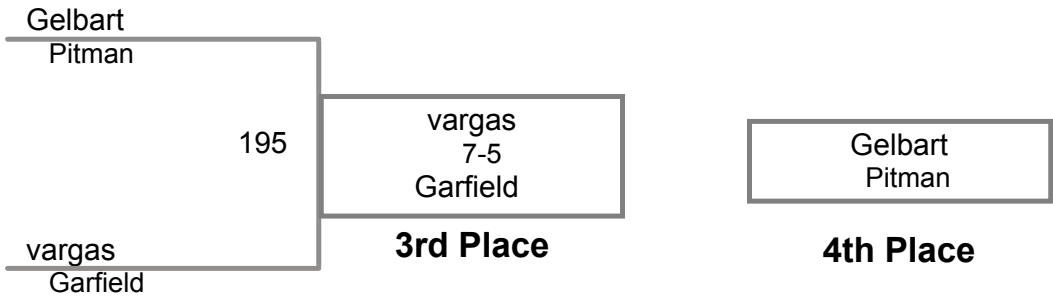 Gelbart
Pitman
195
vargas
Garfield
vargas
7-5
Garfield
3rd Place
Gelbart
Pitman
4th Place